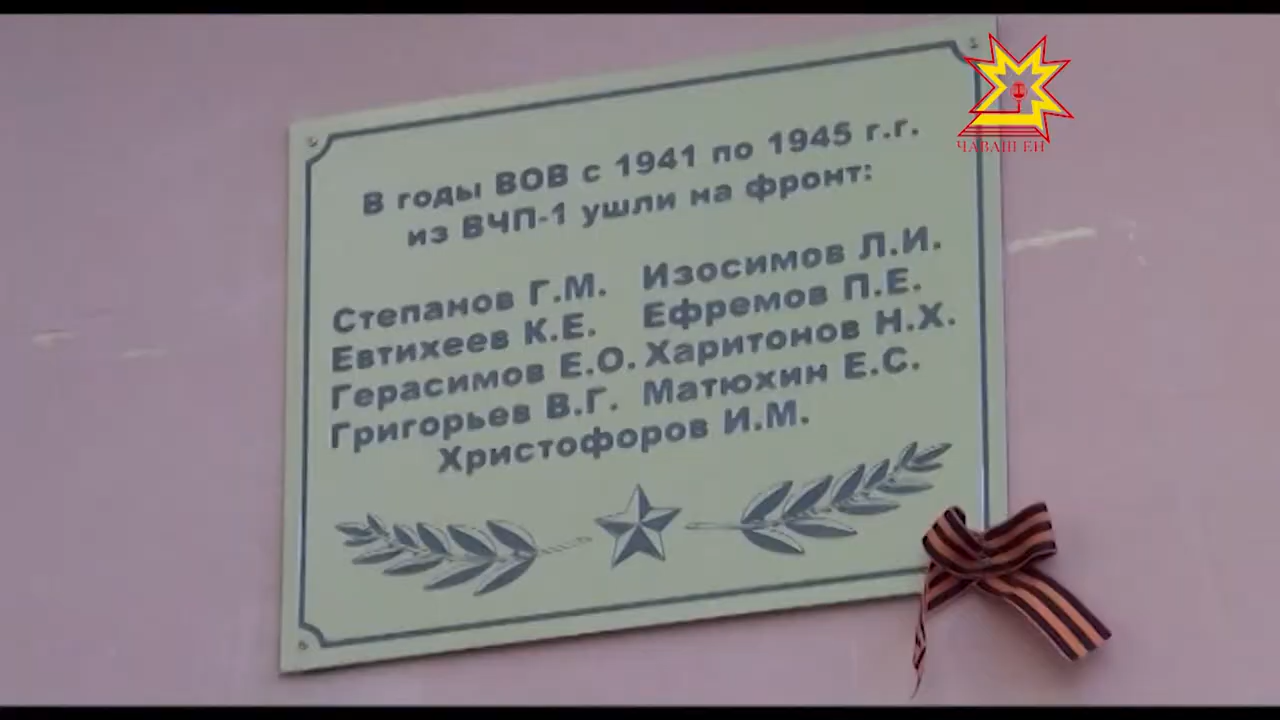 ЧАВАШ ЕН
В годы ВОВ с 1941 по 1945 г.г.
из ВЧП-1 ушли на фронт:
Степанов Г.М. Изосимов Л.И.
Евтихеев К.Е. Ефремов П.Е.
Герасимов Е.О. Харитонов Н.Х.
Григорьев В.Г. Матюхин Е.С.
Христофоров И.М.